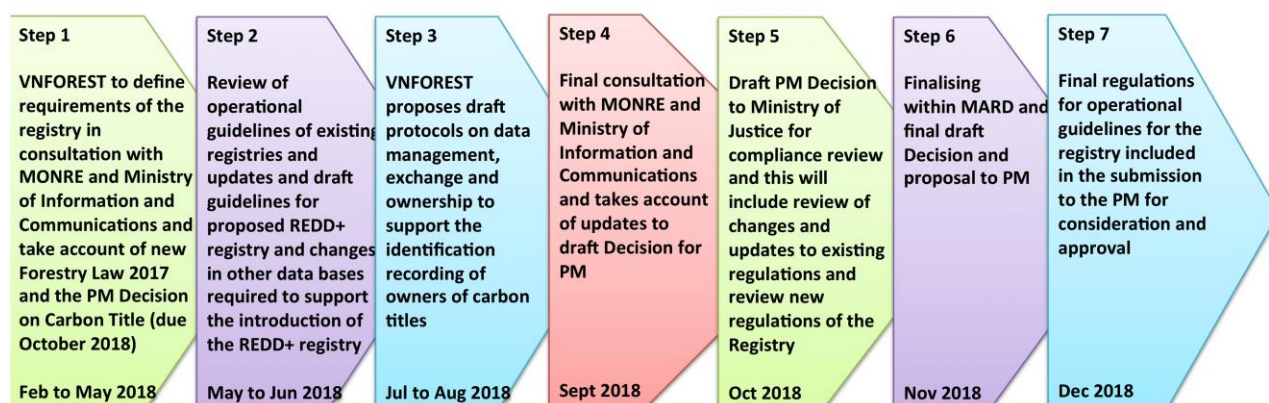 Step 1
VNFOREST to define
requirements of the
registry in
consultation with
MONRE and Ministry
of Information and
Communications and
take account of new
Forestry Law 2017
and the PM Decision
on Carbon Title (due
October 2018)
Feb to May 2018
Step 2
Review of
operational
guidelines of existing
registries and
updates and draft
guidelines for
proposed REDD+
registry and changes
in other data bases
required to support
the introduction of
the REDD+ registry
May to Jun 2018
Step 3
VNFOREST
proposes draft
protocols on data
management,
exchange and
ownership to
support the
identification
recording of
owners of carbon
titles
Jul to Aug 2018
Step 4
Final consultation
with MONRE and
Ministry of
Information and
Communications
and takes account
of updates to
draft Decision for
PM
Sept 2018
Step 5
Draft PM Decision
to Ministry of
Justice for
compliance review
and this will
include review of
changes and
updates to existing
regulations and
review new
regulations of the
Registry
Oct 2018
Step 6
Finalising
within MARD and
final draft
Decision and
proposal to PM
Nov 2018
Step 7
Final regulations
for operational
guidelines for the
registry included
in the submission
to the PM for
consideration and
approval
Dec 2018